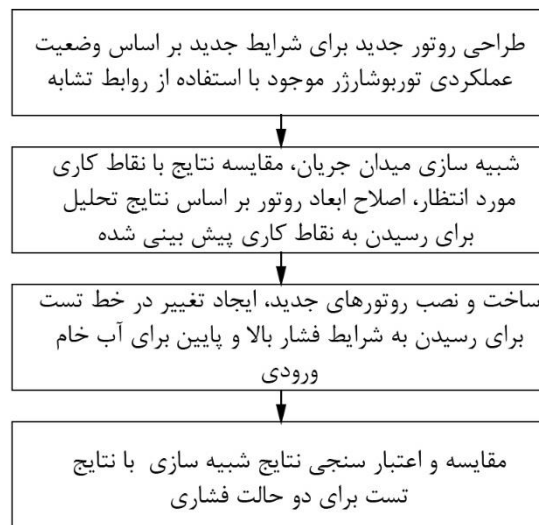 طراحی روتور جدید برای شرایط جدید بر اساس وضعیت
عملکردی توربوشارژر موجود با استفاده از روابط تشابه
شبیه سازی میدان جریان، مقایسه نتایج با نقاط کاری
مورد انتظار، اصلاح ابعاد روتور بر اساس نتایج تحلیل
برای رسیدن به نقاط کاری پیش بینی شده
ساخت و نصب روتورهای جدید، ایجاد تغییر در خط تست
برای رسیدن به شرایط فشار بالا و پایین برای آب خام
ورودی
مقایسه و اعتبار سنجی نتایج شبیه سازی با نتایج
تست برای دو حالت فشاری